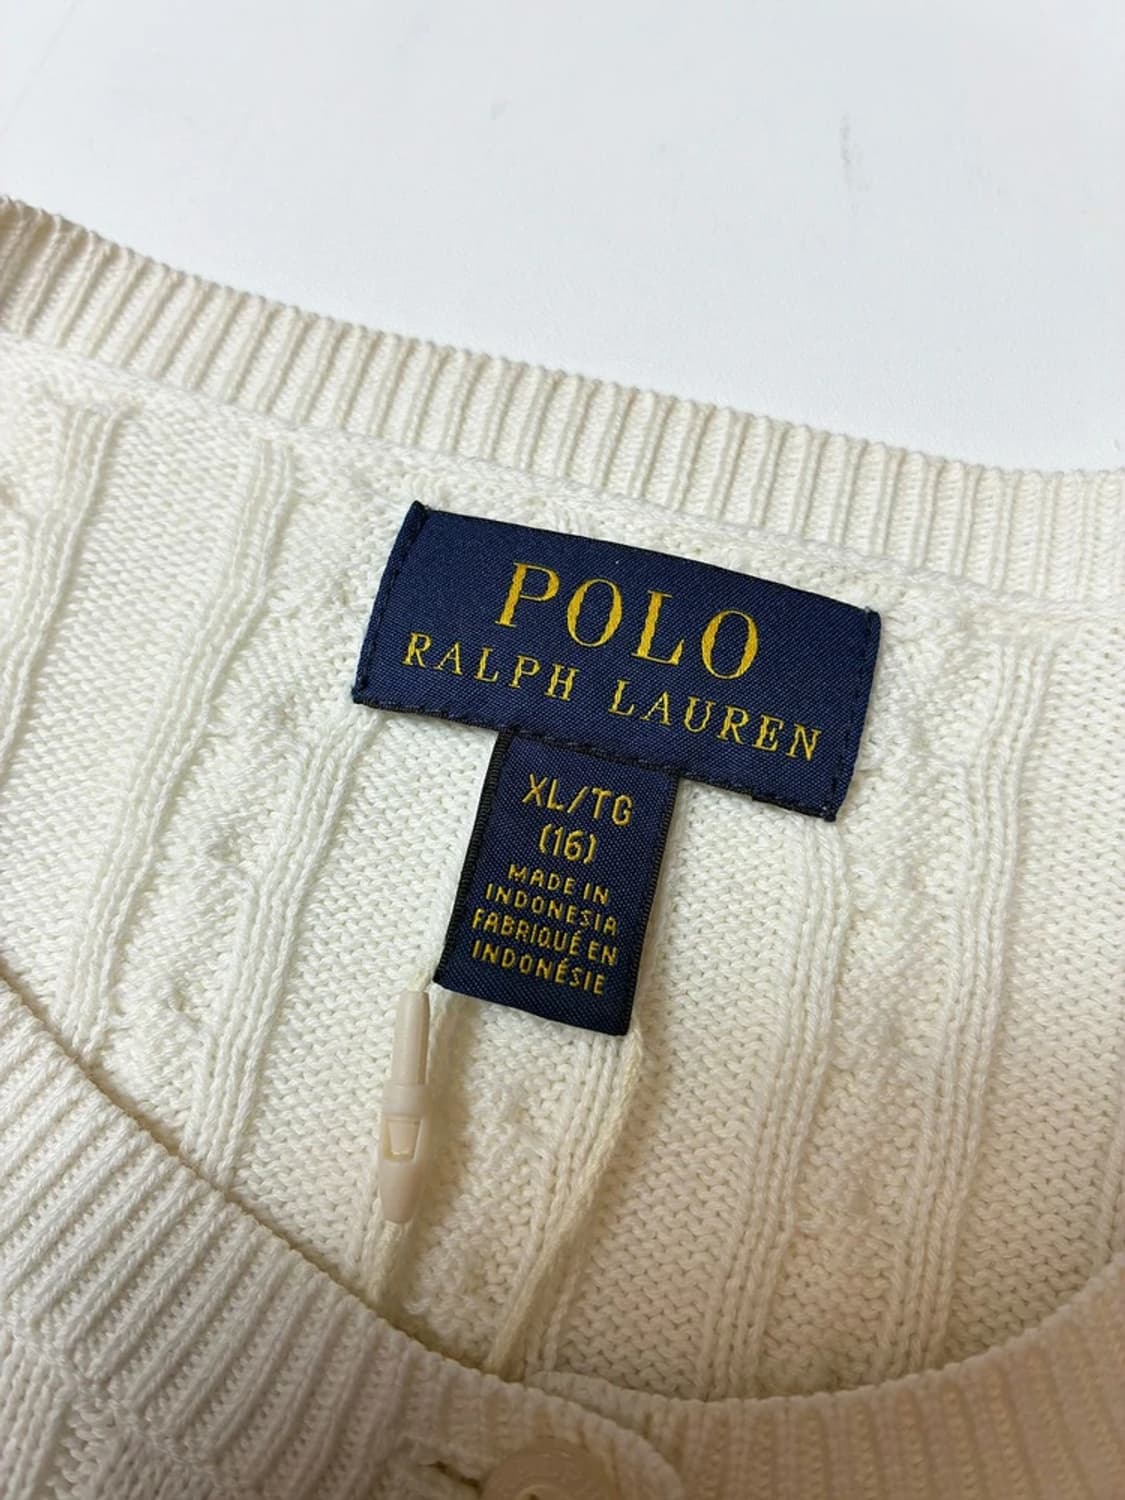 POLO
RALPH LAUREN
XL/TG
(16)
MADE IN
INDONESIA
FABRIQUÉ EN
INDONÉSIE